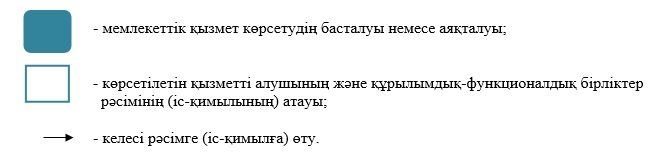 - мемлекеттік қызмет көрсетудің басталуы немесе аяқталуы;
- көрсетілетін қызметті алушының және құрылымдық-функционалдық бірліктер
рәсімінің (іс-қимылының) атауы;
- келесі рәсімге (іс-қимылға) өту.